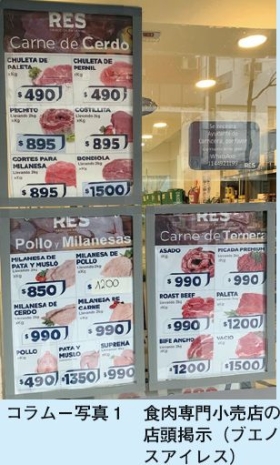 RES
Carne de Cerdo
CHULETA DE PALETA
CHULETA DE PERNIL
$490
$490
PECHITO
COSTILLITA
$895
$895
CORTES PARA MILANESA
BONDIOLA
$895
$1500
RES
Pollo y Milanesas
MILANESA DE PATA Y MUSLO
MILANESA DE POLLO
$850
$1200
MILANESA DE CERDO
MILANESA DE CARNE
$990
$990
POLLO
PATA Y MUSLO
SUPREMA
$490
$1350
$990
RES
Carne de Ternera
ASADO
PICADA PREMIUM
$990
$990
ROAST BEEF
PALETA
$990
$1200
BIFE ANCHO
VACIO
$990
$1500
RES
コラムー写真1 食肉専門小売店の
店頭掲示(ブエノ
スアイレス)